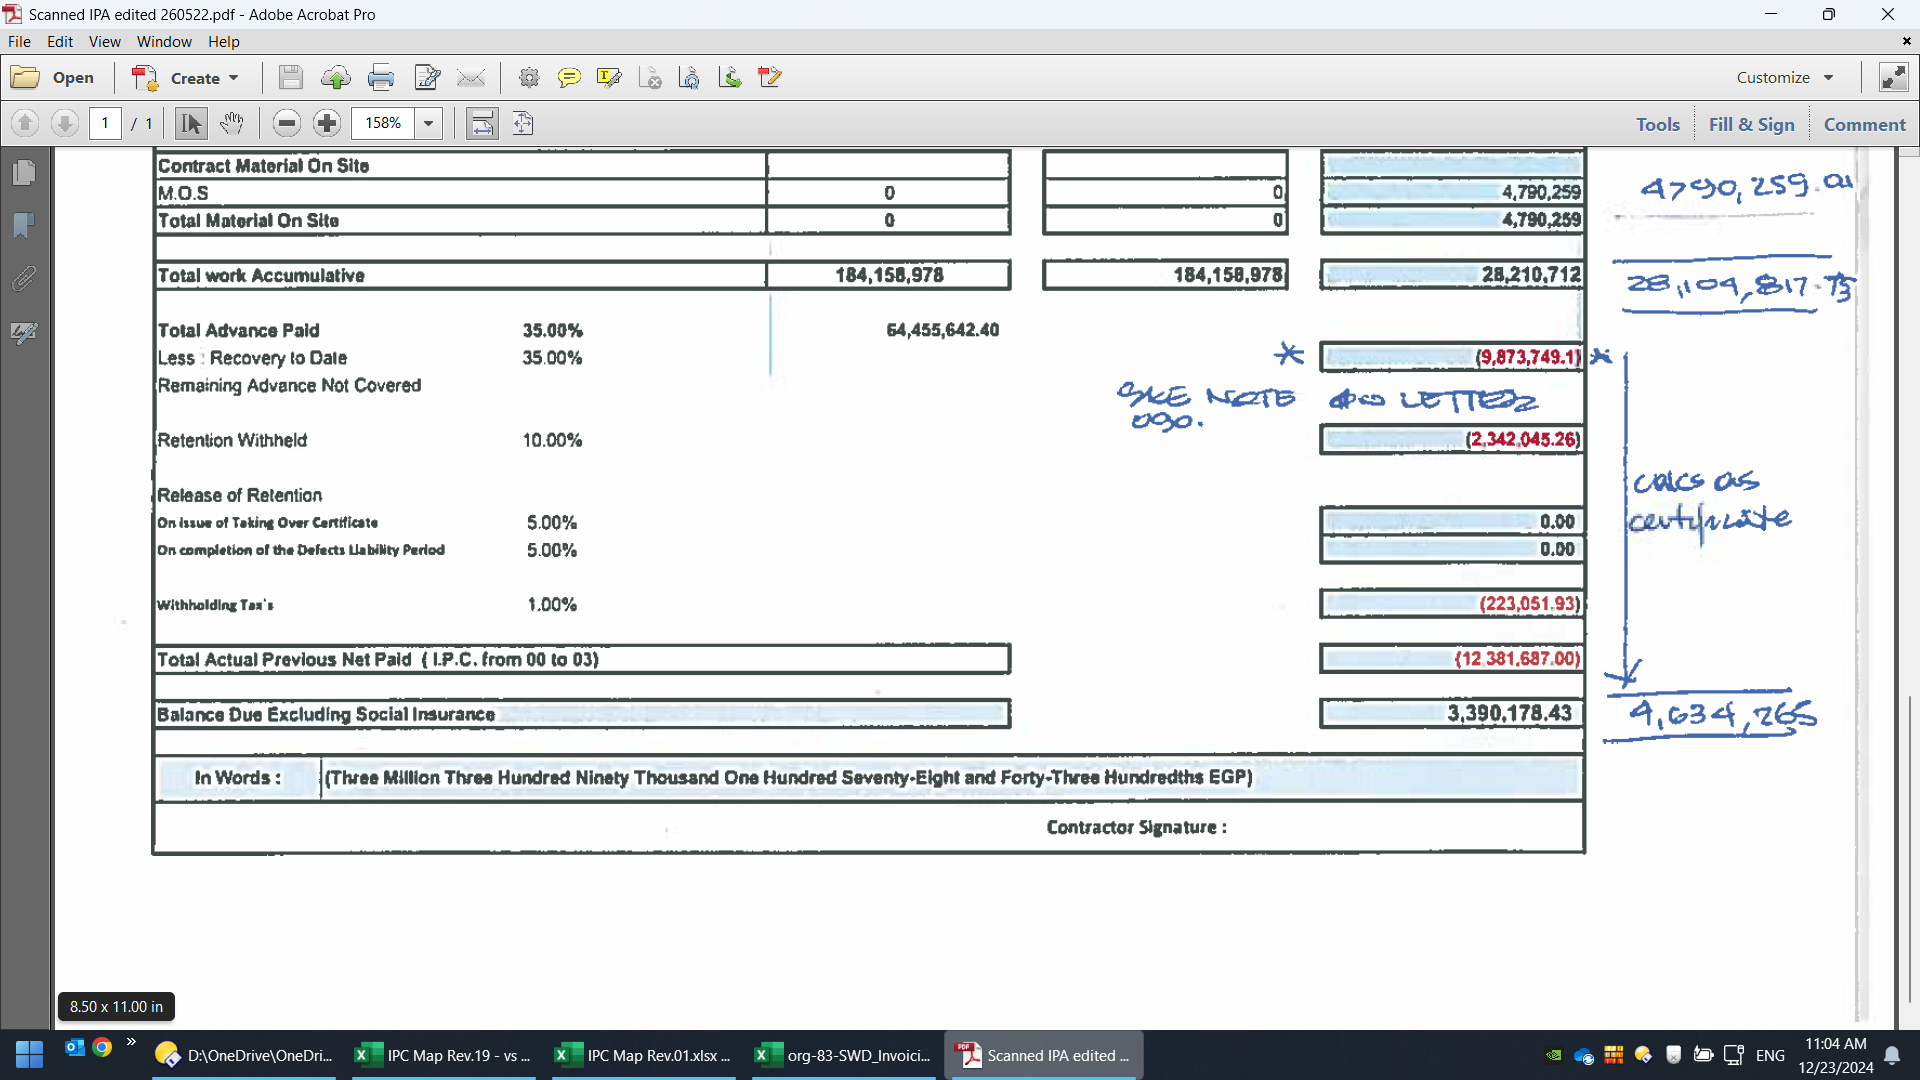 Scanned IPA edited 260522.pdf - Adobe Acrobat Pro
File Edit View Window Help
Open Create Customize
1 / 1 158% Tools Fill & Sign Comment
Contract Material On Site
M.O.S 0 0 4,790,259 4790,259.01
Total Material On Site 0 0 4,790,259
Total work Accumulative 184,158,978 184,158,978 28,210,712 28,104,817.73
Total Advance Paid 35.00% 64,455,642.40
Less : Recovery to Date 35.00% * (9,873,749.1) *
Remaining Advance Not Covered
SEE NOTE LETTER
090.
Retention Withheld 10.00% (2,342,045.26)
calcs as
certificate
Release of Retention
On issue of Taking Over Certificate 5.00% 0.00
On completion of the Defects Liability Period 5.00% 0.00
Withholding Tax's 1.00% (223,051.93)
Total Actual Previous Net Paid ( I.P.C. from 00 to 03) (12 381,687.00)
Balance Due Excluding Social Insurance 3,390,178.43 4,634,265
In Words : (Three Million Three Hundred Ninety Thousand One Hundred Seventy-Eight and Forty-Three Hundredths EGP)
Contractor Signature :
8.50 x 11.00 in
D:\OneDrive\OneDri... IPC Map Rev.19 - vs ... IPC Map Rev.01.xlsx ... org-83-SWD_Invoici... Scanned IPA edited ... ENG 11:04 AM
12/23/2024